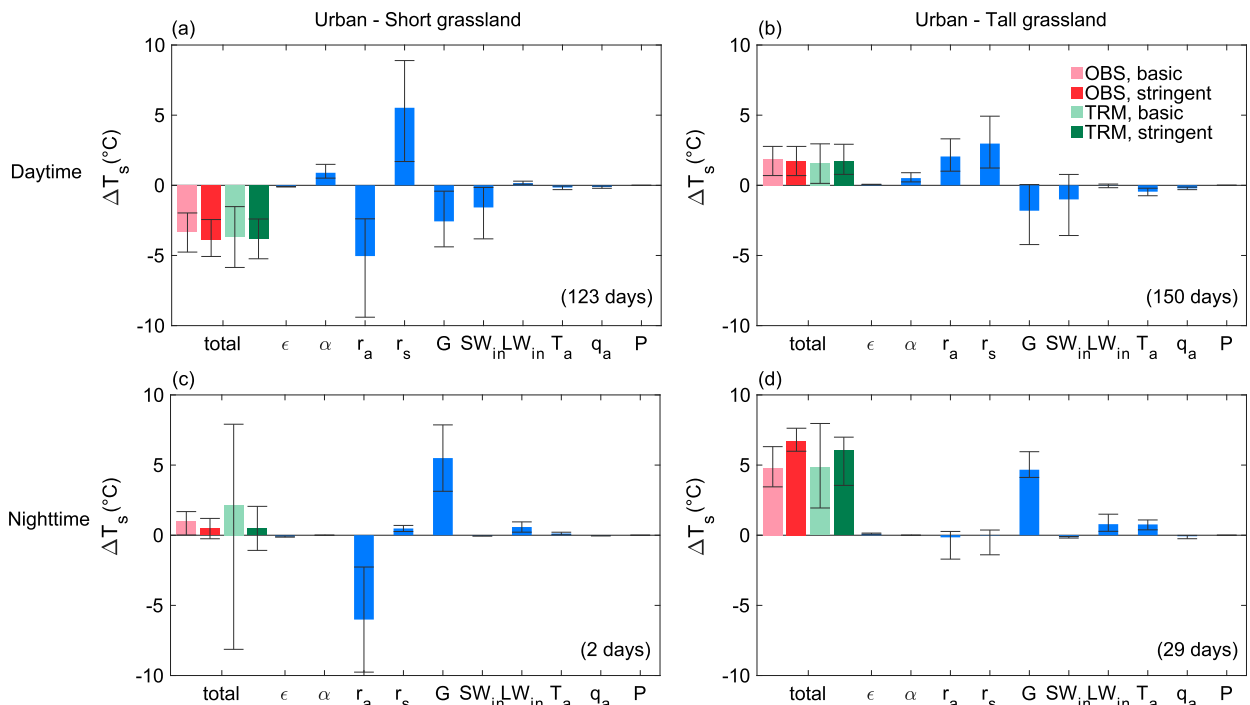 Urban - Short grassland
Urban - Tall grassland
(a)
(b)
Daytime
Nighttime
ΔTs(°C)
10
5
0
-5
-10
(123 days)
total ϵ α ra rs G SWin LWin Ta qa P
ΔTs(°C)
10
5
0
-5
-10
OBS, basic
OBS, stringent
TRM, basic
TRM, stringent
(150 days)
total ϵ α ra rs G SWin LWin Ta qa P
(c)
(d)
ΔTs(°C)
10
5
0
-5
-10
(2 days)
total ϵ α ra rs G SWin LWin Ta qa P
ΔTs(°C)
10
5
0
-5
-10
(29 days)
total ϵ α ra rs G SWin LWin Ta qa P